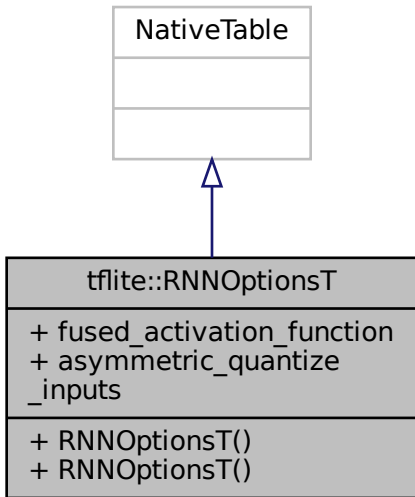 NativeTable
tflite::RNNOptionsT
+ fused_activation_function
+ asymmetric_quantize
_inputs
+ RNNOptionsT()
+ RNNOptionsT()